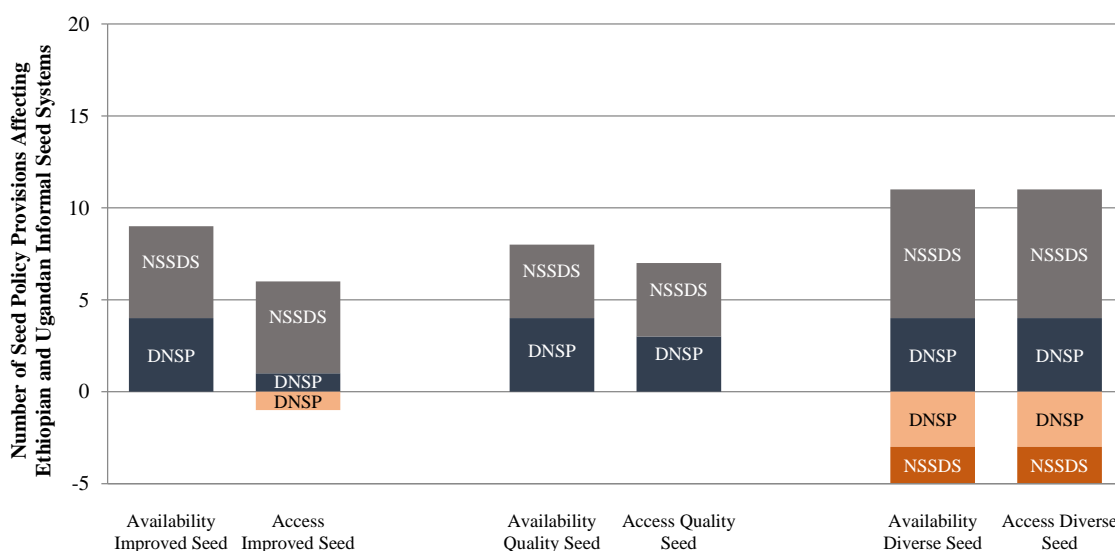 Number of Seed Policy Provisions Affecting
Ethiopian and Ugandan Informal Seed Systems
20
15
10
5
0
-5
NSSDS
DNSP
NSSDS
DNSP
DNSP
NSSDS
DNSP
NSSDS
DNSP
NSSDS
DNSP
DNSP
NSSDS
NSSDS
DNSP
DNSP
NSSDS
Availability
Improved Seed
Access
Improved Seed
Availability
Quality Seed
Access Quality
Seed
Availability
Diverse Seed
Access Diverse
Seed